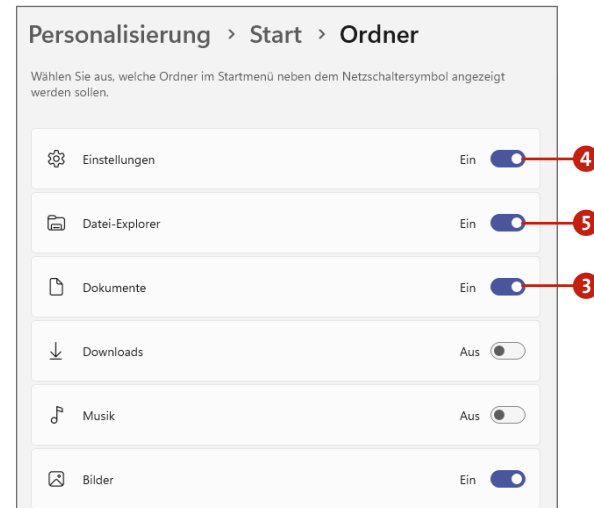 Personalisierung > Start > Ordner
Wählen Sie aus, welche Ordner im Startmenü neben dem Netzschaltersymbol angezeigt
werden sollen.
Einstellungen Ein 4
Datei-Explorer Ein 5
Dokumente Ein 3
Downloads Aus
Musik Aus
Bilder Ein